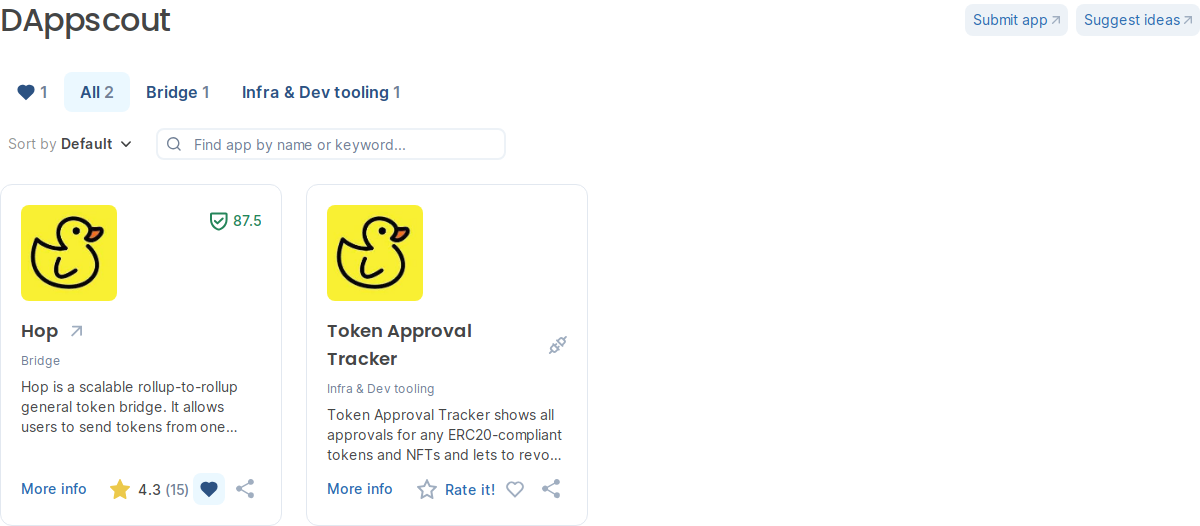 DAppscout
Submit app
Suggest ideas
1
All 2
Bridge 1
Infra & Dev tooling 1
Sort by Default
Find app by name or keyword...
87.5
Hop
Bridge
Hop is a scalable rollup-to-rollup
general token bridge. It allows
users to send tokens from one...
More info
4.3 (15)
Token Approval
Tracker
Infra & Dev tooling
Token Approval Tracker shows all
approvals for any ERC20-compliant
tokens and NFTs and lets to revo...
More info
Rate it!